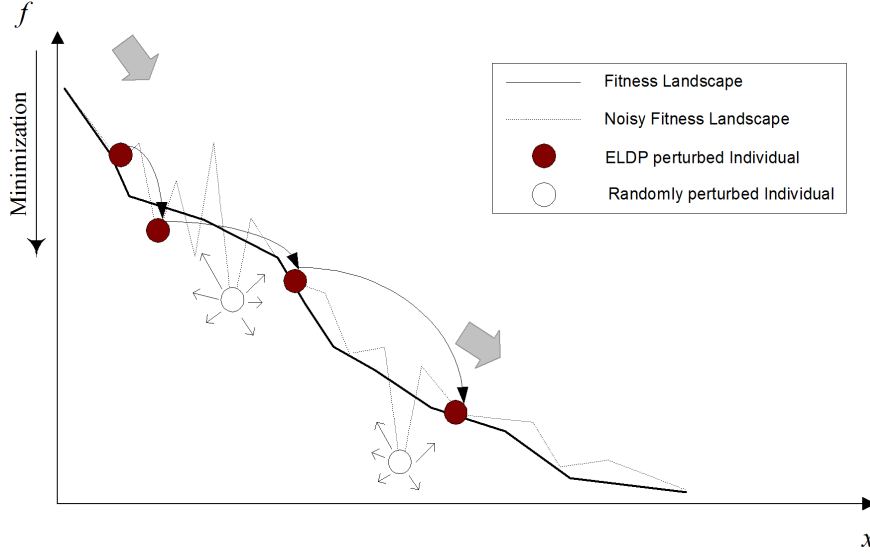 f
Minimization
Fitness Landscape
Noisy Fitness Landscape
ELDP perturbed Individual
Randomly perturbed Individual
x